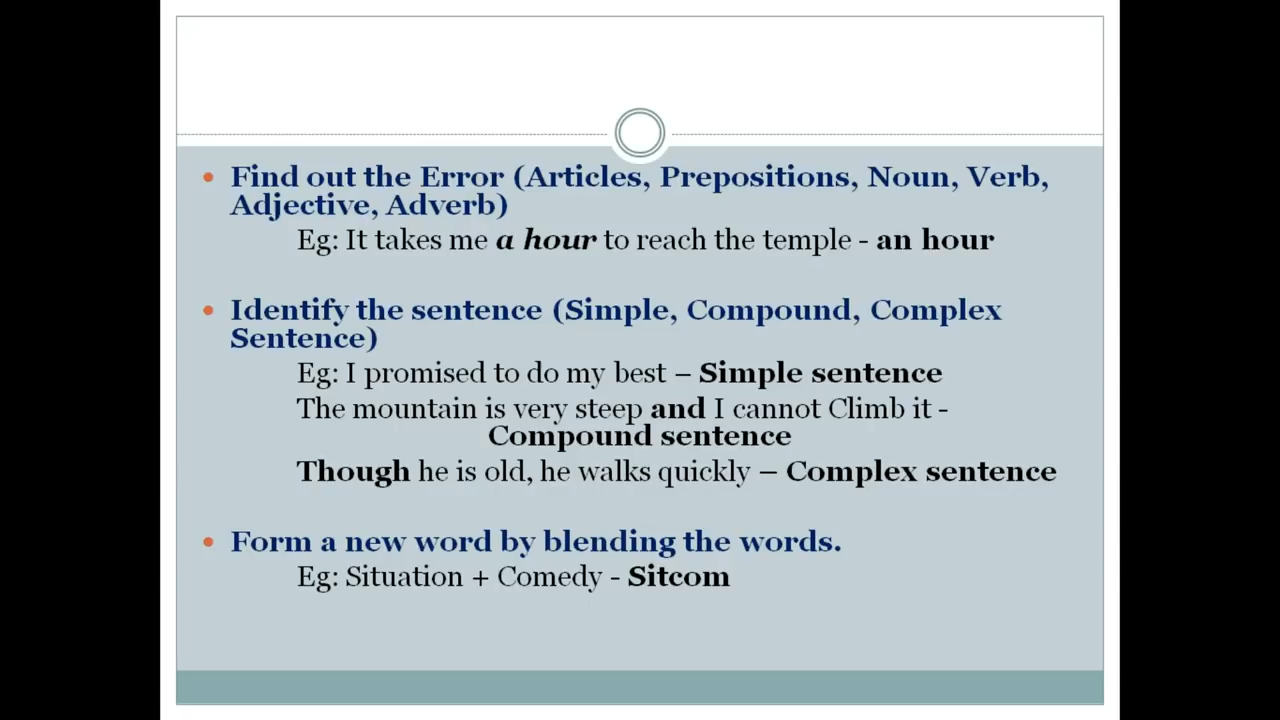 • Find out the Error (Articles, Prepositions, Noun, Verb,
Adjective, Adverb)
Eg: It takes me a hour to reach the temple - an hour
• Identify the sentence (Simple, Compound, Complex
Sentence)
Eg: I promised to do my best – Simple sentence
The mountain is very steep and I cannot Climb it -
Compound sentence
Though he is old, he walks quickly – Complex sentence
• Form a new word by blending the words.
Eg: Situation + Comedy - Sitcom